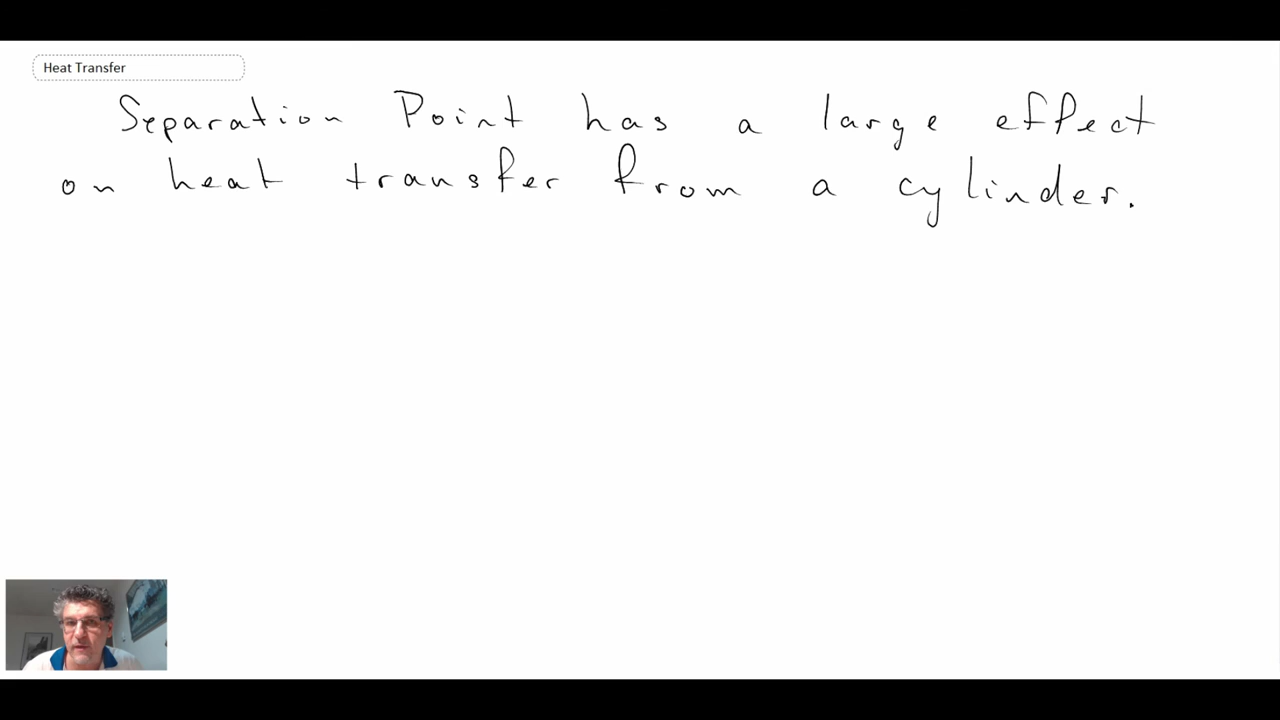 Heat Transfer
Separation Point has a large effect
on heat transfer from a cylinder.